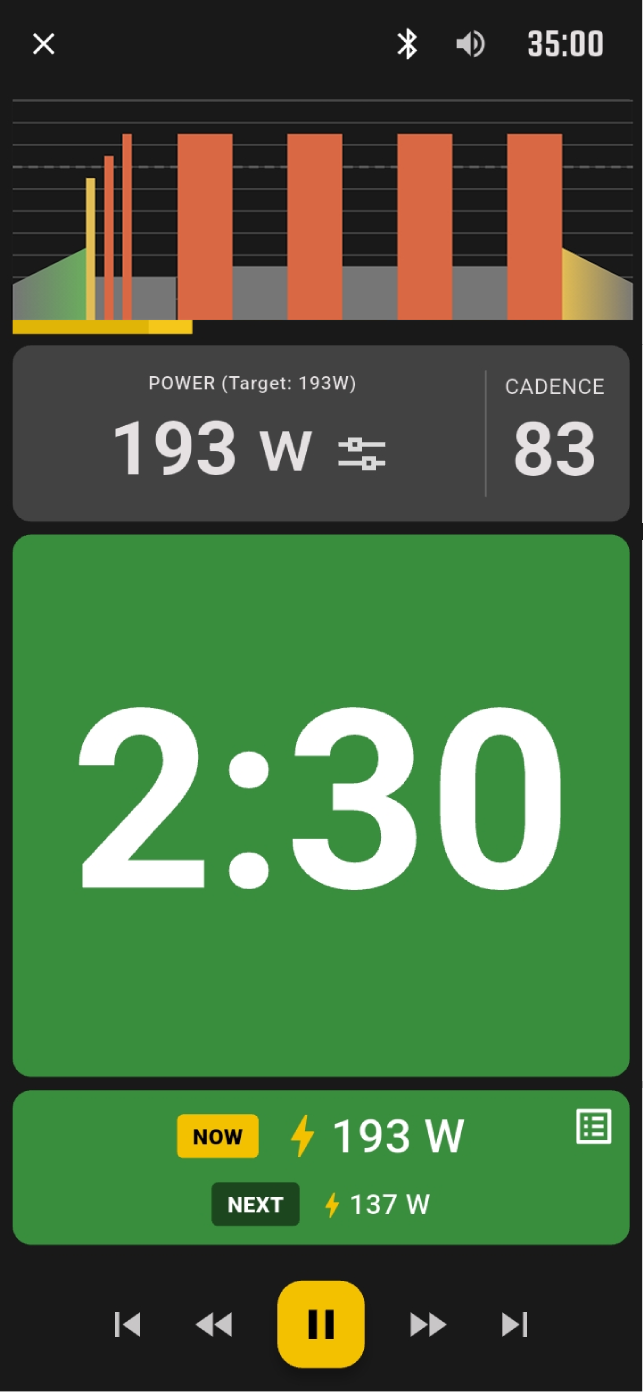 35:00
POWER (Target: 193W)
193 W
CADENCE
83
2:30
NOW 193 W
NEXT 137 W